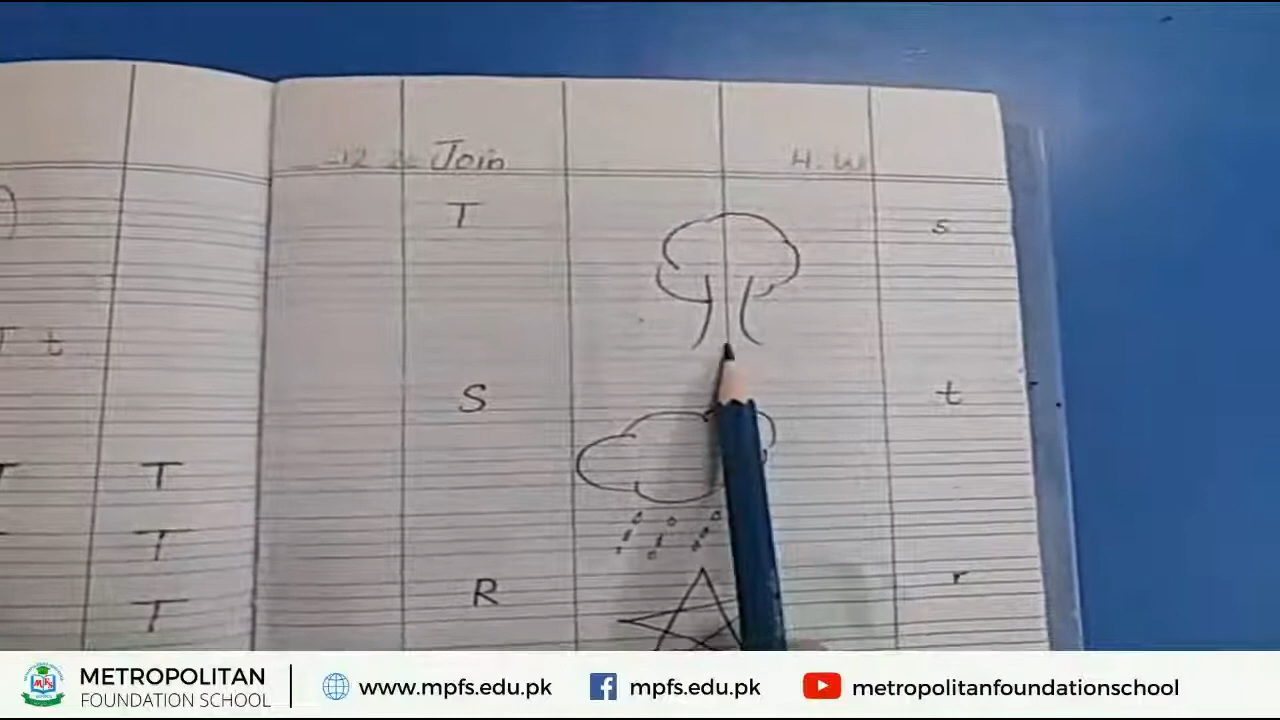 Join H.W
T s
T t
S t
T
T
R r
T
METROPOLITAN
FOUNDATION SCHOOL
www.mpfs.edu.pk
mpfs.edu.pk
metropolitanfoundationschool